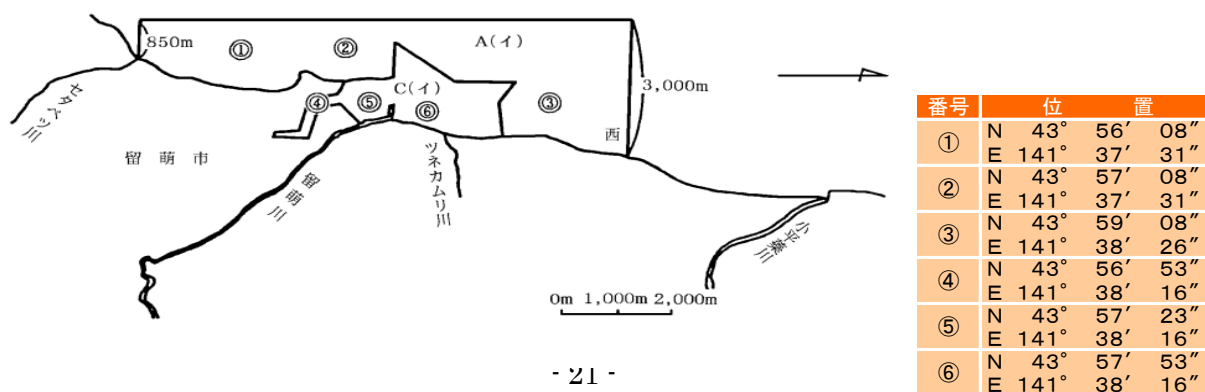 850m
①
②
A(イ)
3,000m
C(イ)
④
⑤
⑥
③
西
セタベツ川
留萌市
ツネカムリ川
留萌川
小平蘂川
0m 1,000m 2,000m
- 21 -
番号 位 置
① N 43° 56′ 08″
E 141° 37′ 31″
② N 43° 57′ 08″
E 141° 37′ 31″
③ N 43° 59′ 08″
E 141° 38′ 26″
④ N 43° 56′ 53″
E 141° 38′ 16″
⑤ N 43° 57′ 23″
E 141° 38′ 16″
⑥ N 43° 57′ 53″
E 141° 38′ 16″